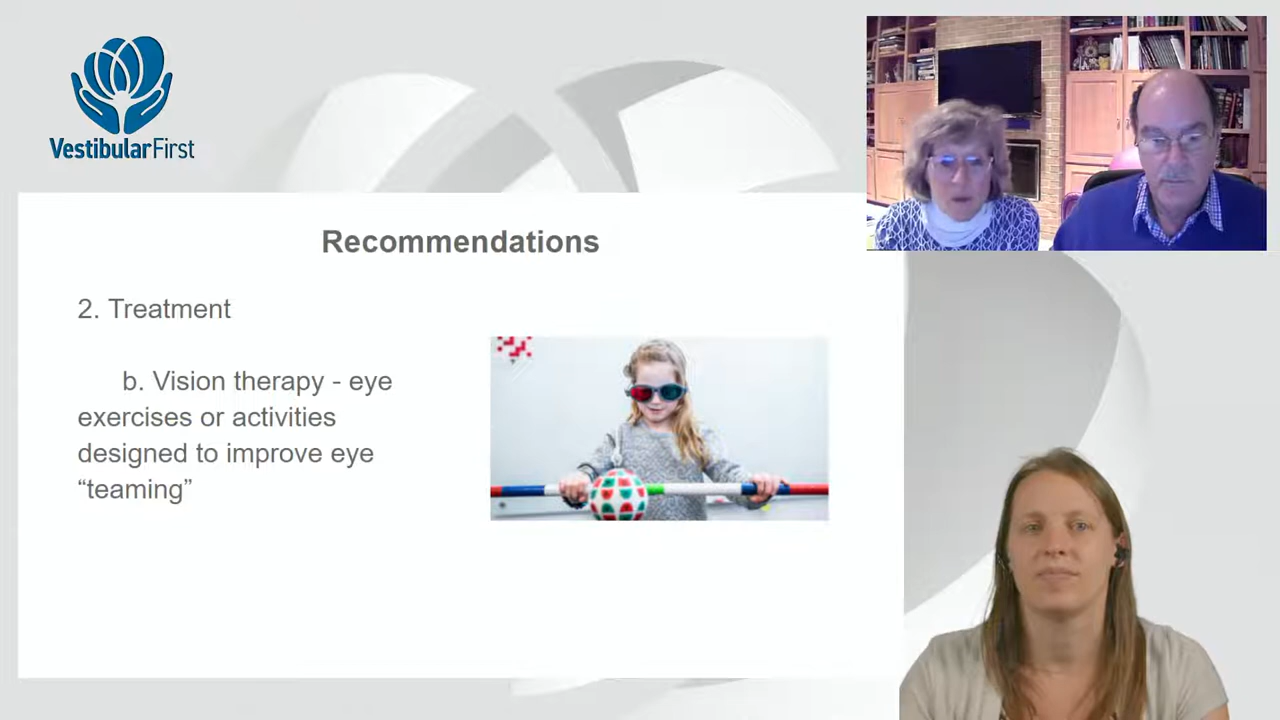 VestibularFirst
Recommendations
2. Treatment
b. Vision therapy - eye
exercises or activities
designed to improve eye
“teaming”